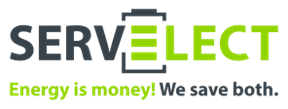 SERVELECT
Energy is money! We save both.